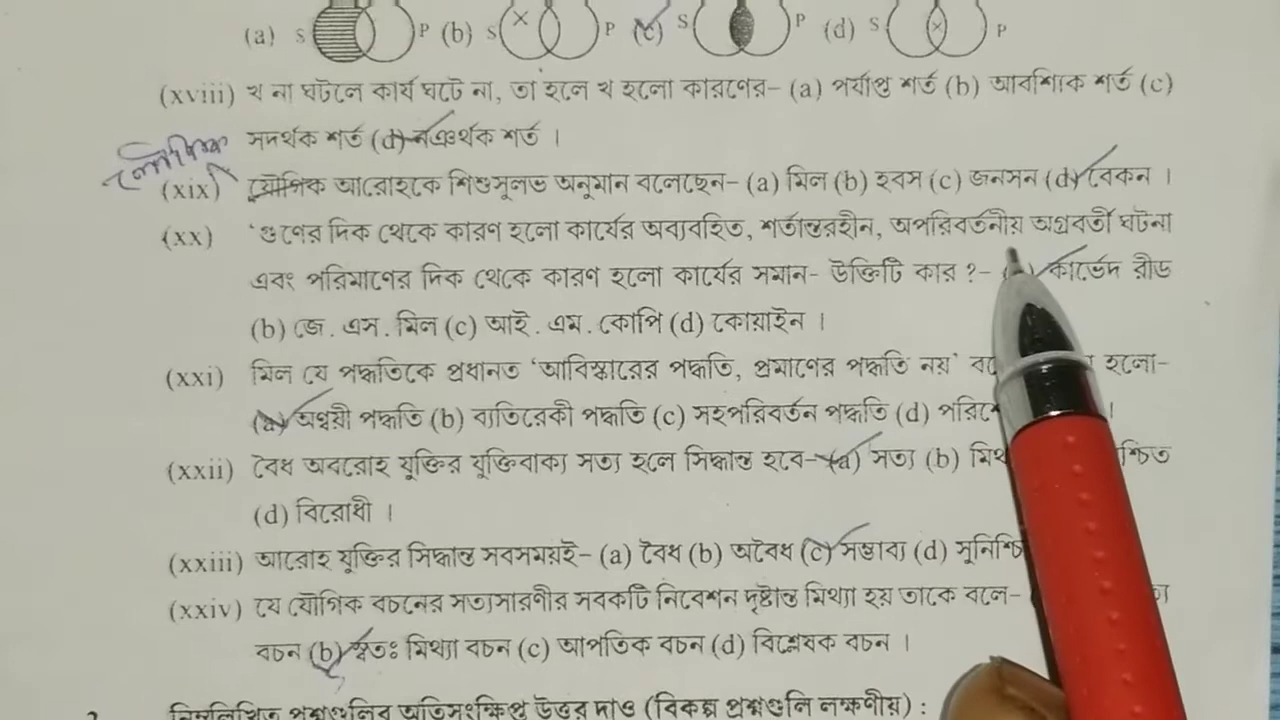 (a) S P (b) S P (c) S P (d) S P
(xviii) খ না ঘটলে কার্য ঘটে না, তা হলে খ হলো কারণের– (a) পর্যাপ্ত শর্ত (b) আবশ্যিক শর্ত (c)
সদর্থক শর্ত (d) নঞর্থক শর্ত ।
লৌকিক
(xix) যৌগিক আরোহকে শিশুসুলভ অনুমান বলেছেন– (a) মিল (b) হবস (c) জনসন (d) বেকন ।
(xx) ‘গুণের দিক থেকে কারণ হলো কার্যের অব্যবহিত, শর্তান্তরহীন, অপরিবর্তনীয় অগ্রবর্তী ঘটনা
এবং পরিমাণের দিক থেকে কারণ হলো কার্যের সমান– উক্তিটি কার ?– কার্ভেদ রীড
(b) জে. এস. মিল (c) আই. এম. কোপি (d) কোয়াইন ।
(xxi) মিল যে পদ্ধতিকে প্রধানত ‘আবিস্কারের পদ্ধতি, প্রমাণের পদ্ধতি নয়’ হলো–
(a) অন্বয়ী পদ্ধতি (b) ব্যতিরেকী পদ্ধতি (c) সহপরিবর্তন পদ্ধতি (d) ।
(xxii) বৈধ অবরোহ যুক্তির যুক্তিবাক্য সত্য হলে সিদ্ধান্ত হবে– (a) সত্য (b)
(d) বিরোধী ।
(xxiii) আরোহ যুক্তির সিদ্ধান্ত সবসময়ই– (a) বৈধ (b) অবৈধ (c) সম্ভাব্য (d)
(xxiv) যে যৌগিক বচনের সত্যসারণীর সবকটি নিবেশন দৃষ্টান্ত মিথ্যা হয় তাকে বলে–
বচন (b) স্বতঃ মিথ্যা বচন (c) আপতিক বচন (d) বিশ্লেষক বচন ।
নিম্নলিখিত প্রশ্নগুলির অতিসংক্ষিপ্ত উত্তর দাও (বিকল্প প্রশ্নগুলি লক্ষণীয়) :